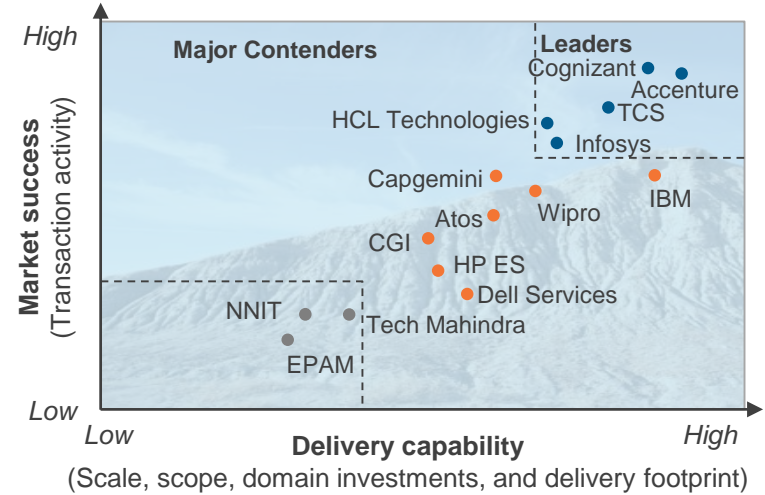 High
Major Contenders
Leaders
Cognizant
Accenture
TCS
HCL Technologies
Infosys
Capgemini
IBM
Wipro
Atos
CGI
HP ES
Dell Services
NNIT
Tech Mahindra
EPAM
Market success
(Transaction activity)
Low
Low
High
Delivery capability
(Scale, scope, domain investments, and delivery footprint)